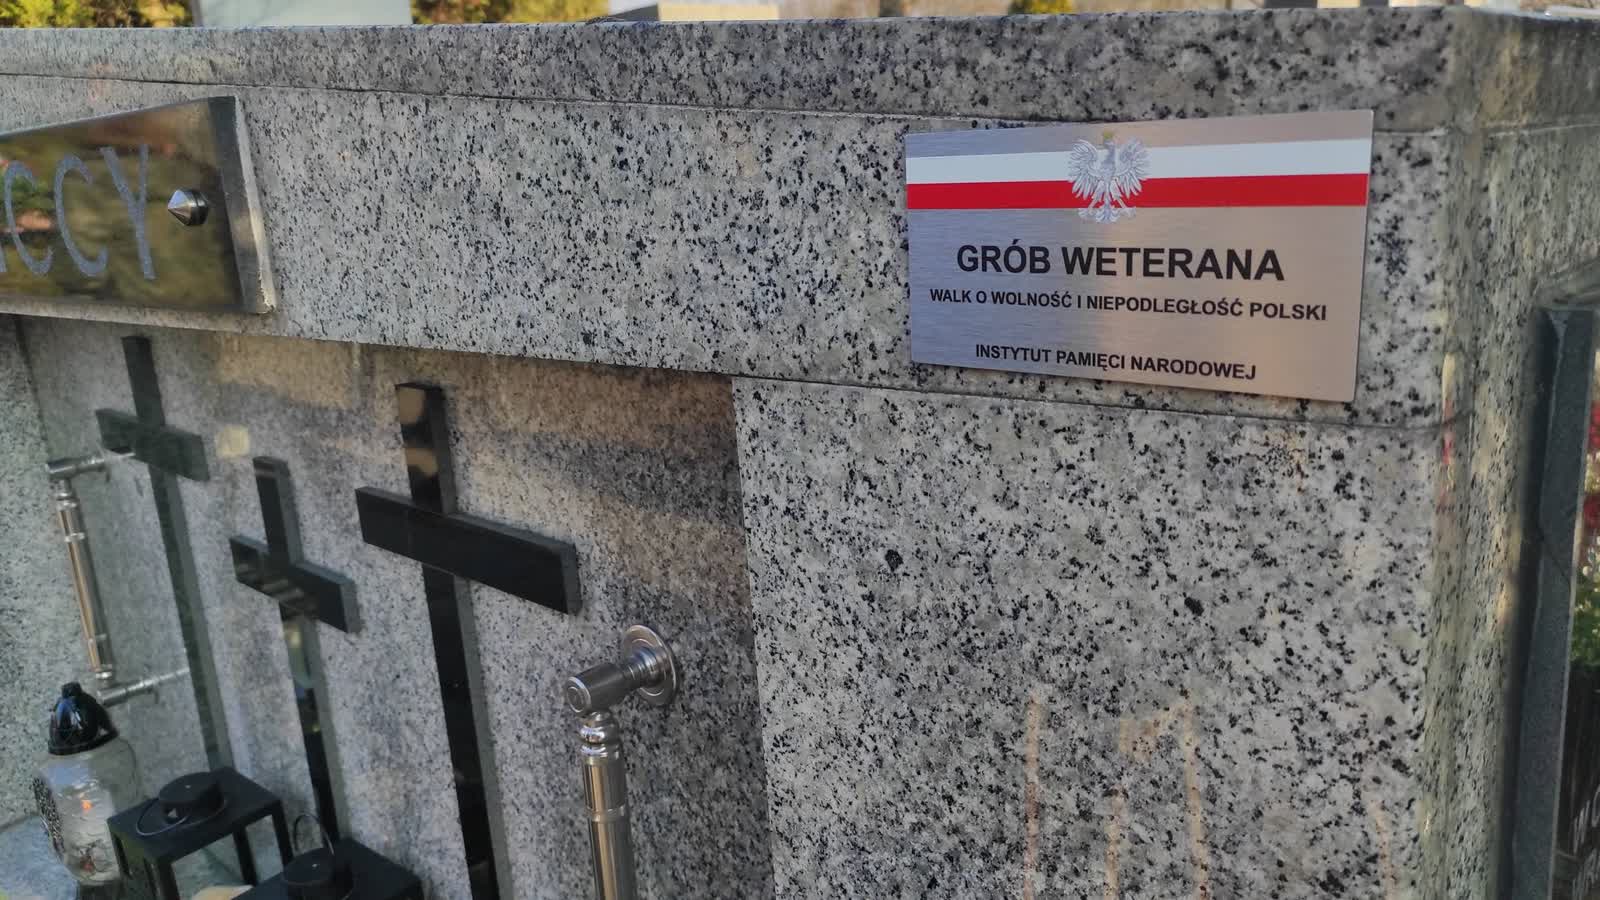 GRÓB WETERANA
WALK O WOLNOŚĆ I NIEPODLEGŁOŚĆ POLSKI
INSTYTUT PAMIĘCI NARODOWEJ